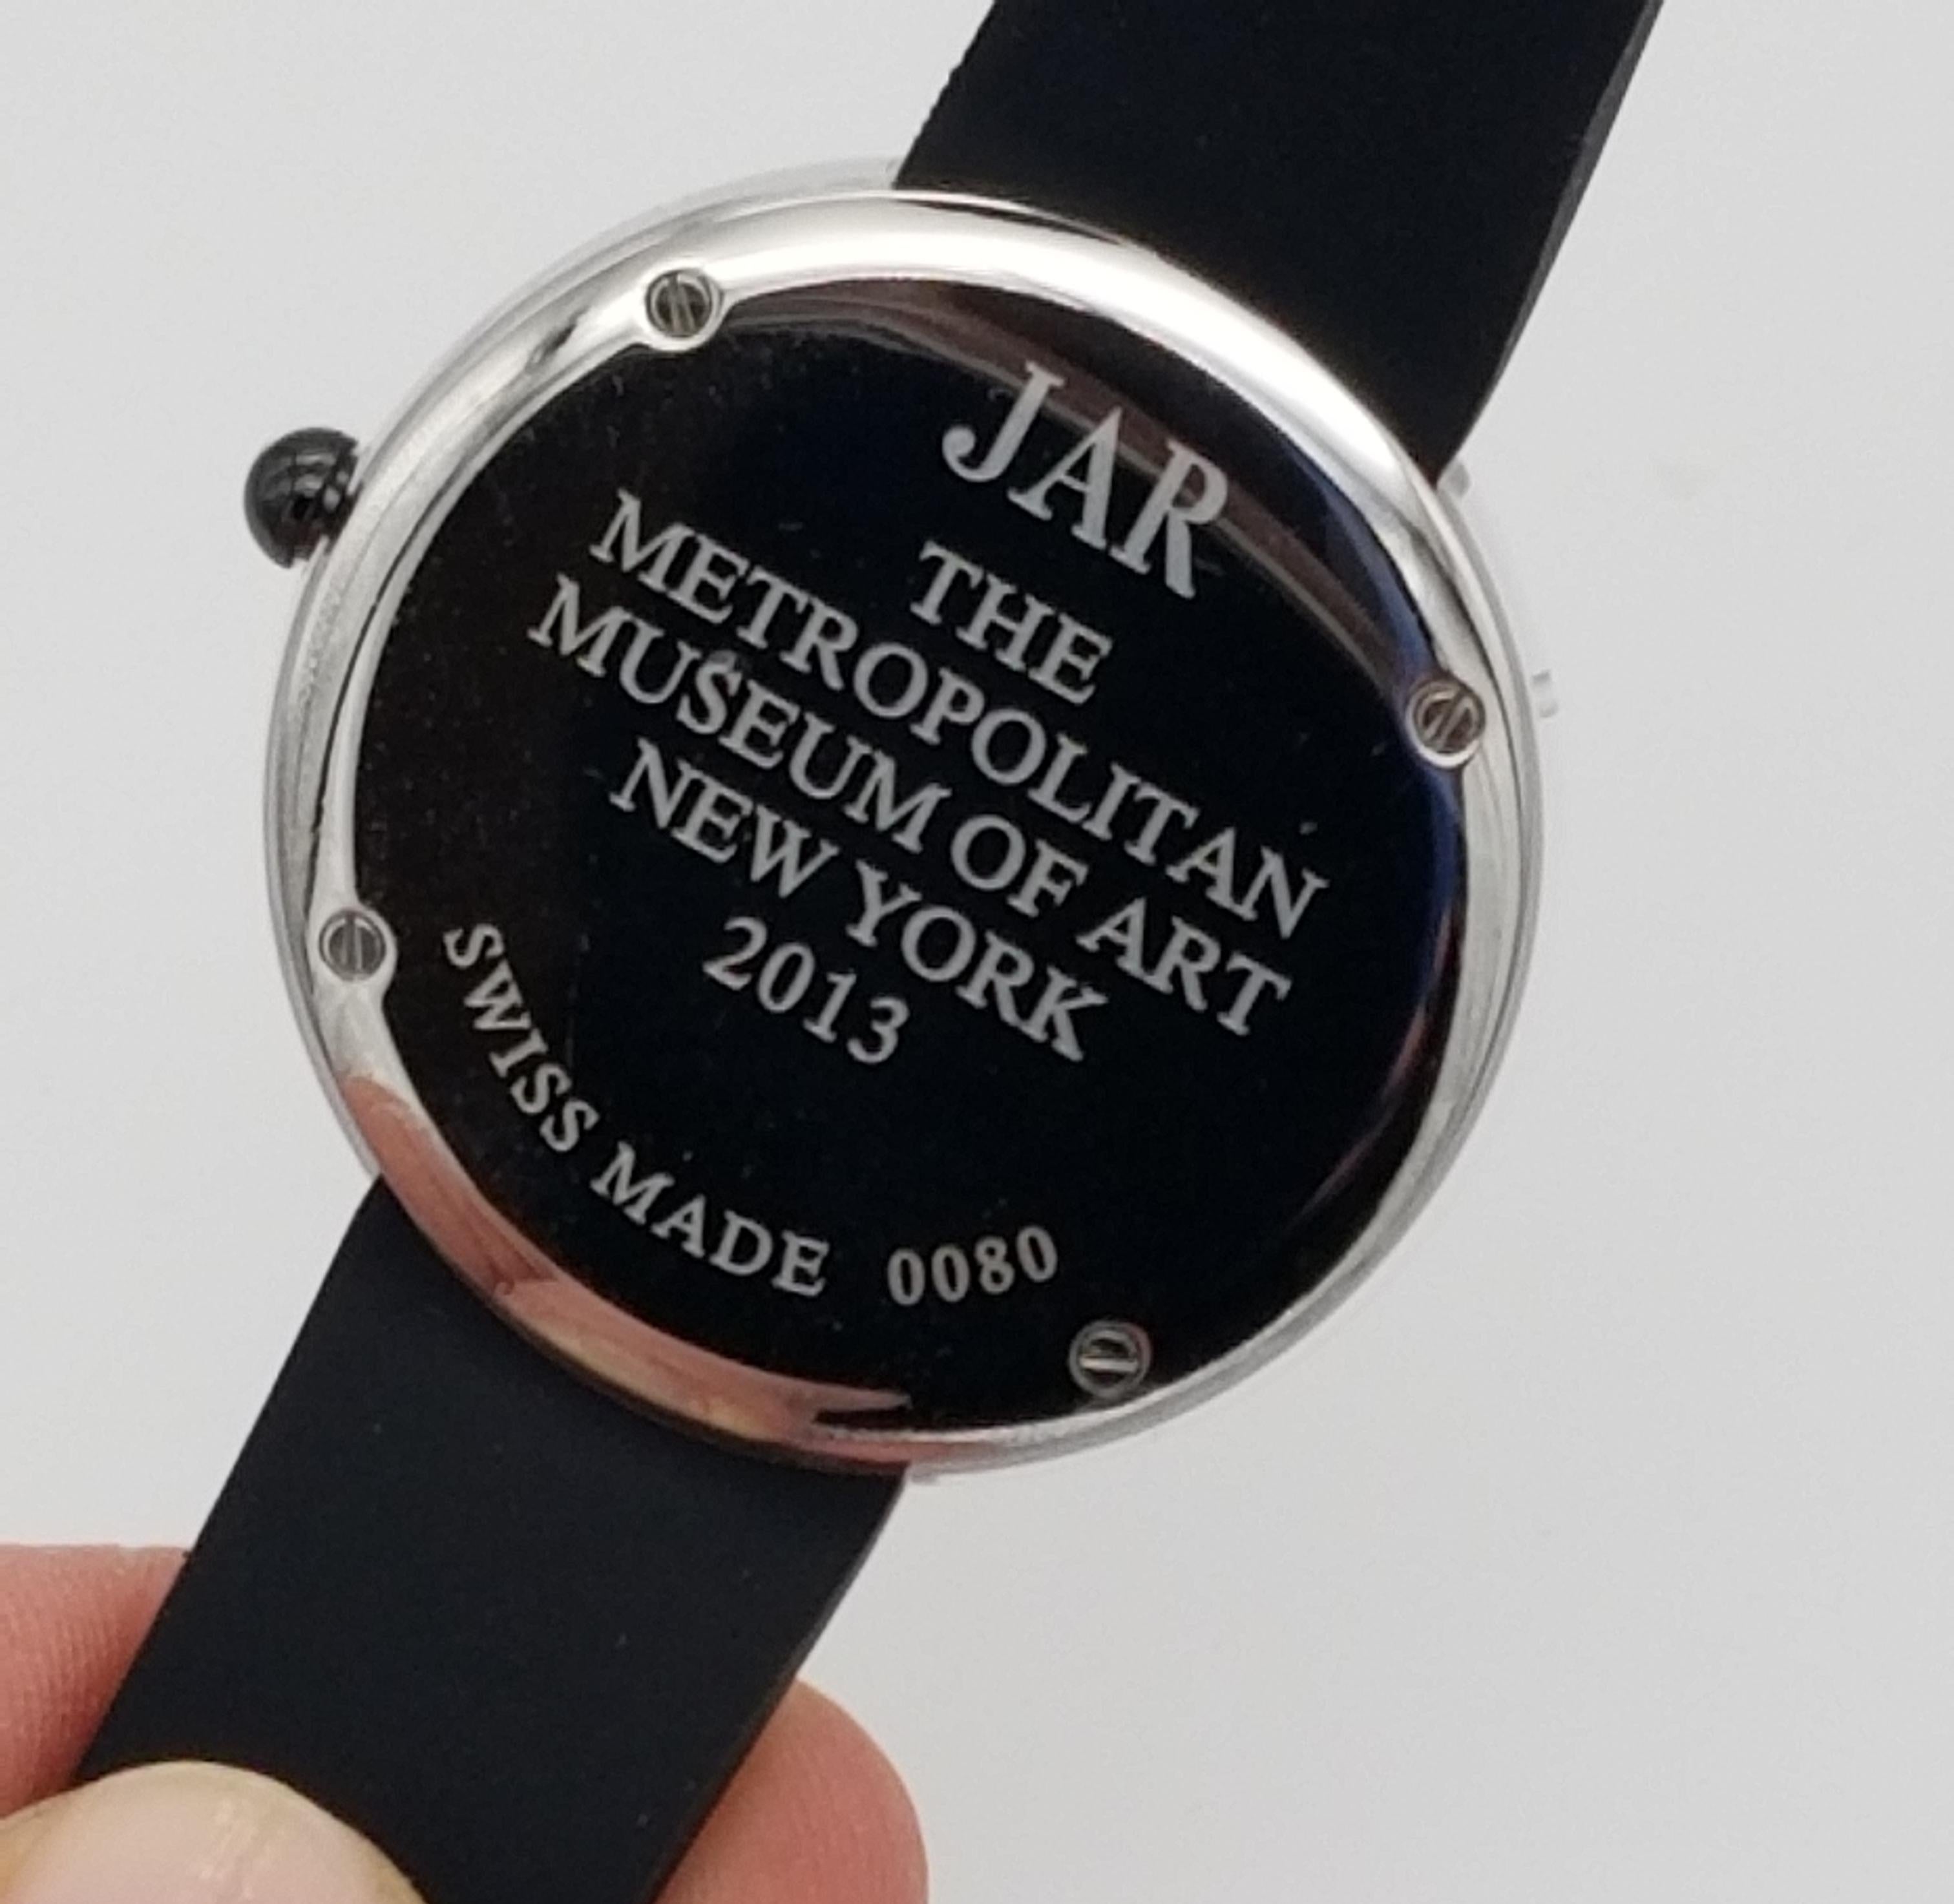 JAR
THE
METROPOLITAN
MUSEUM OF ART
NEW YORK
2013
SWISS MADE 0080